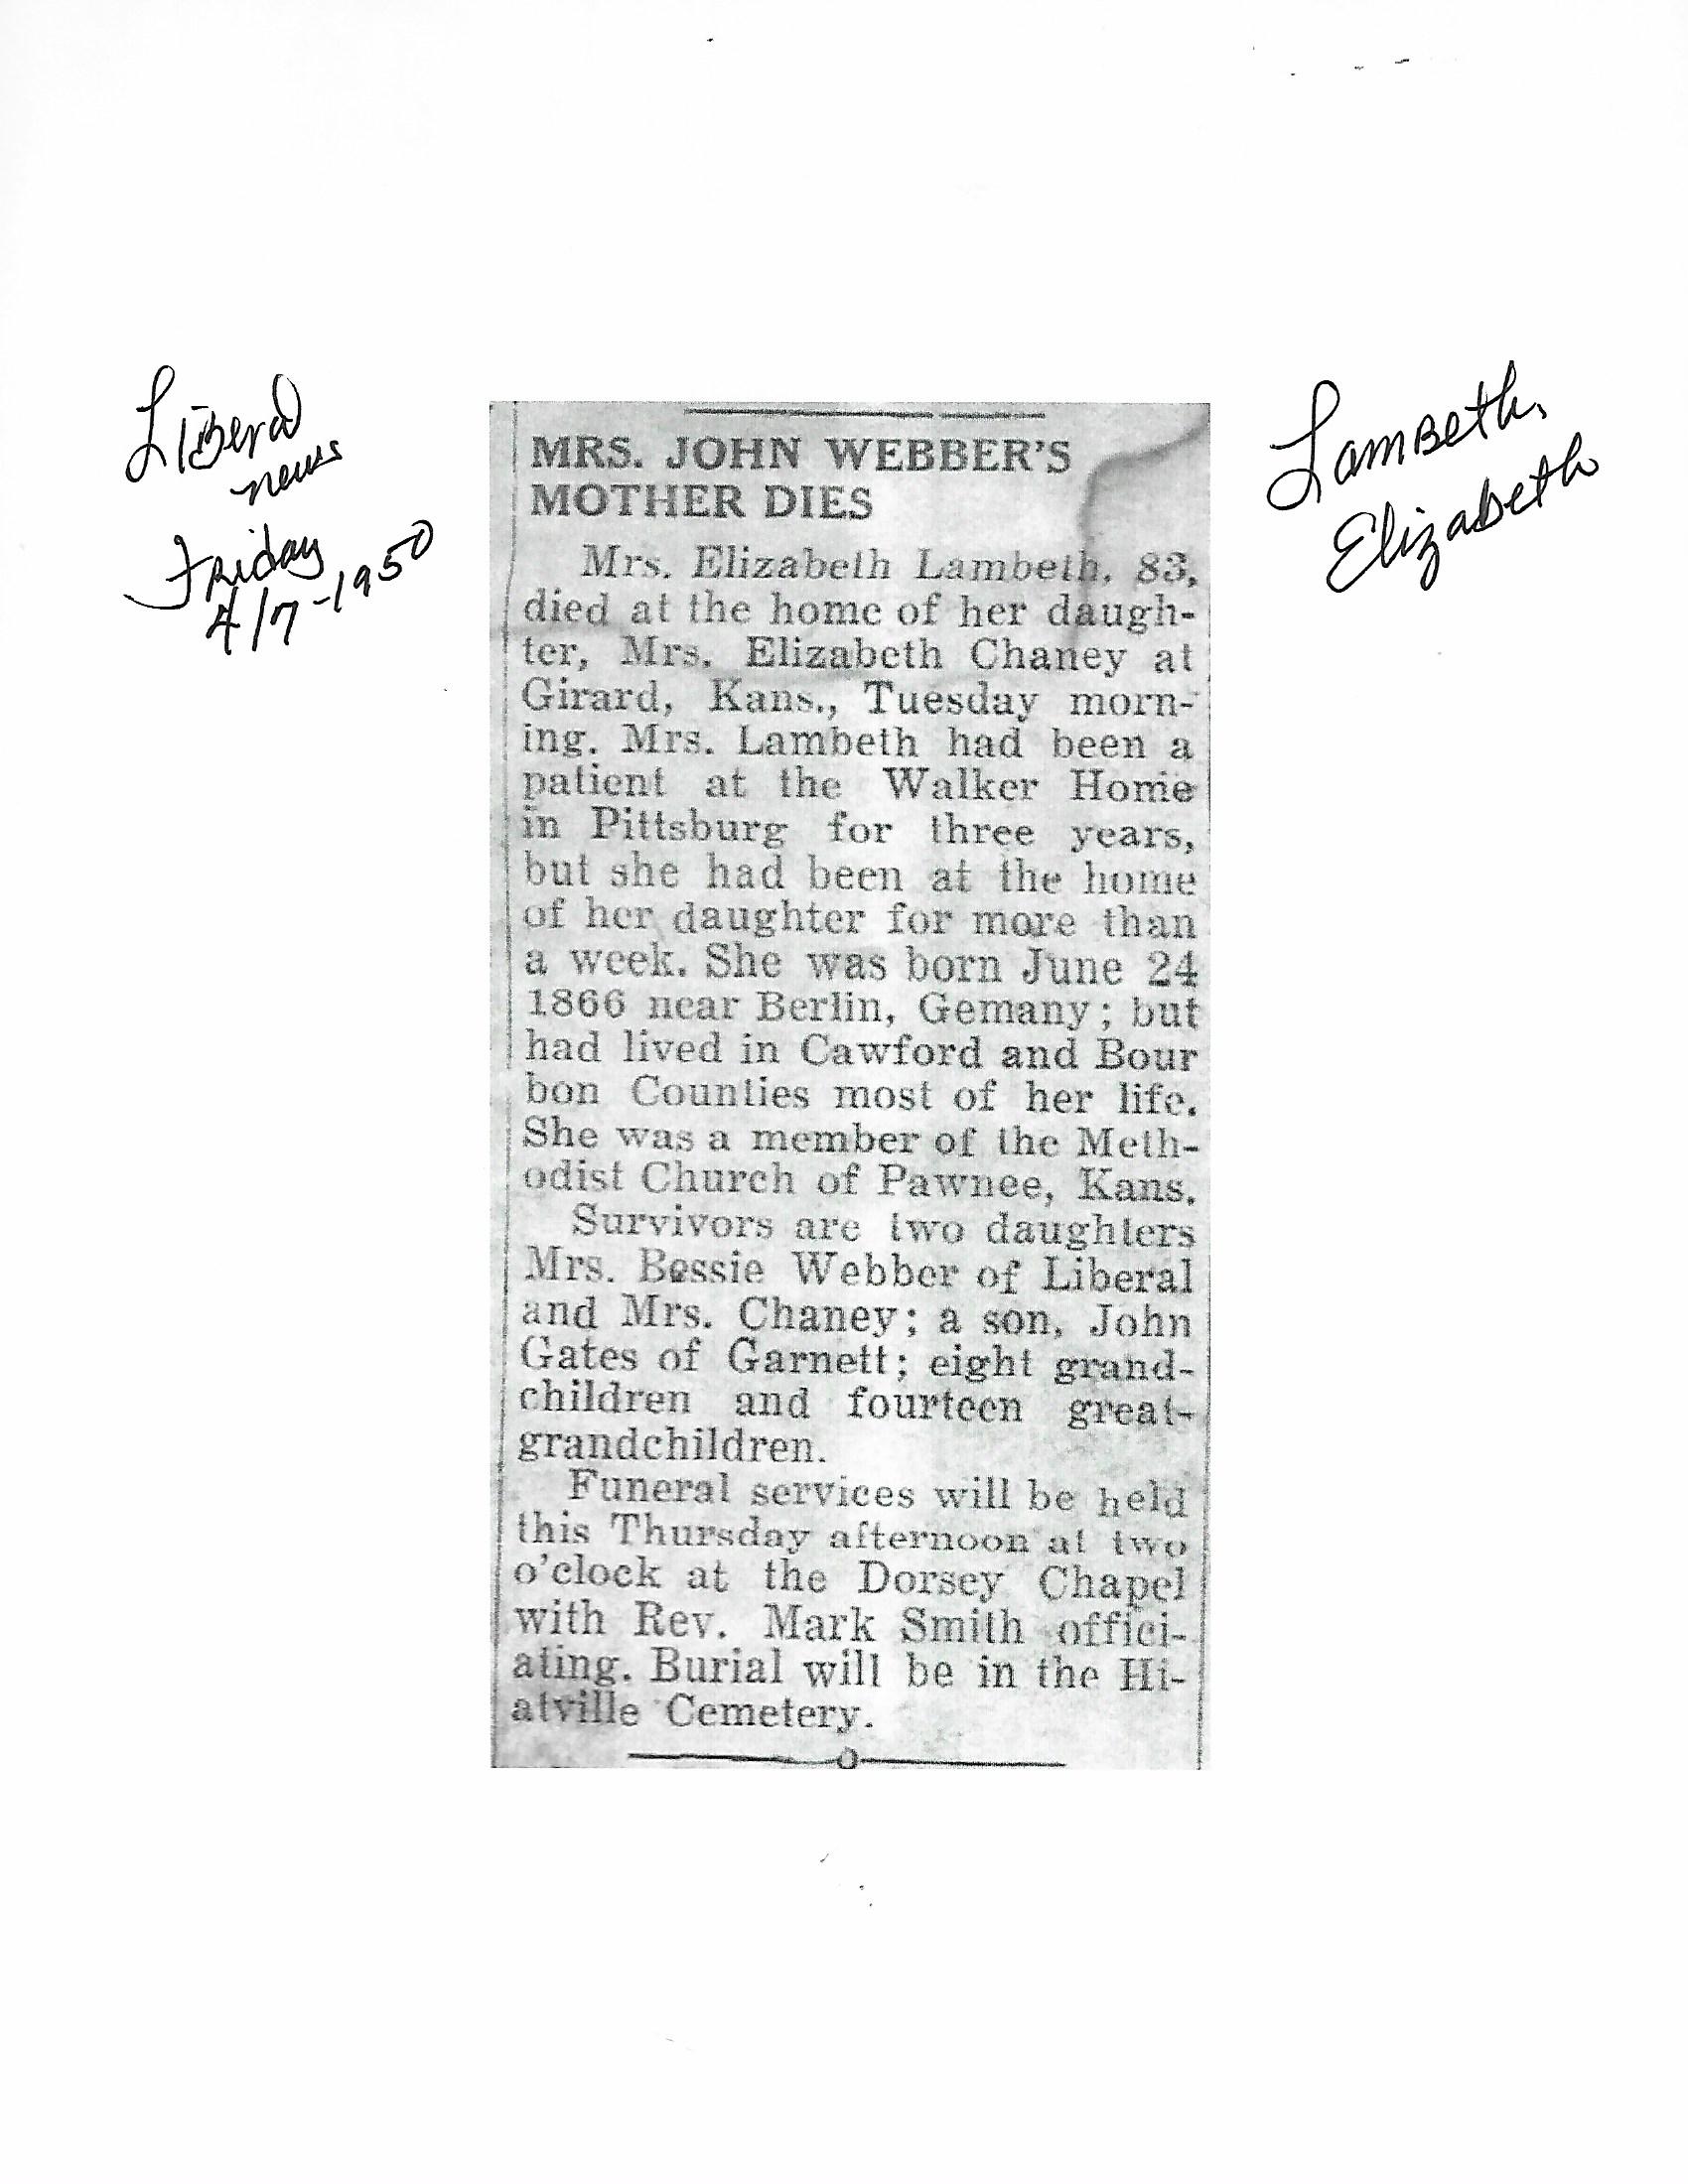 Liberal
news
Friday
4/7-1950
Lambeth,
Elizabeth
MRS. JOHN WEBBER'S
MOTHER DIES
Mrs. Elizabeth Lambeth, 83,
died at the home of her daugh-
ter, Mrs. Elizabeth Chaney at
Girard, Kans., Tuesday morn-
ing. Mrs. Lambeth had been a
patient at the Walker Home
in Pittsburg for three years,
but she had been at the home
of her daughter for more than
a week. She was born June 24
1866 near Berlin, Gemany; but
had lived in Cawford and Bour
bon Counties most of her life.
She was a member of the Meth-
odist Church of Pawnee, Kans.
Survivors are two daughters
Mrs. Bessie Webber of Liberal
and Mrs. Chaney; a son, John
Gates of Garnett; eight grand-
children and fourteen great-
grandchildren.
Funeral services will be held
this Thursday afternoon at two
o'clock at the Dorsey Chapel
with Rev. Mark Smith offici-
ating. Burial will be in the Hi-
atville Cemetery.